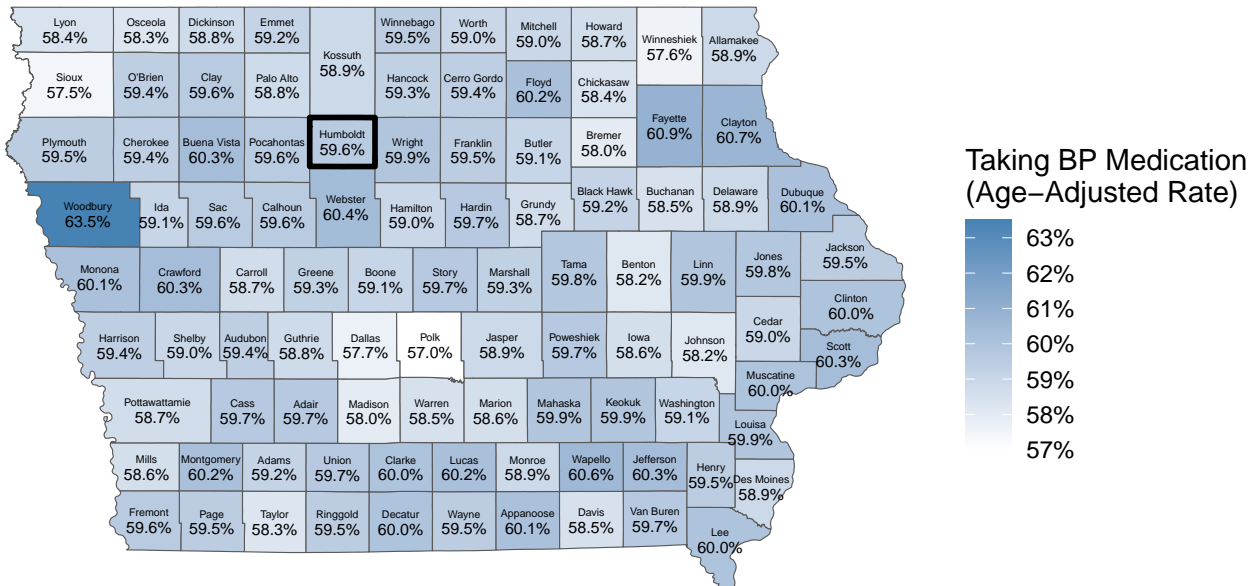 Lyon
58.4%
Osceola
58.3%
Dickinson
58.8%
Emmet
59.2%
Kossuth
58.9%
Winnebago
59.5%
Worth
59.0%
Mitchell
59.0%
Howard
58.7%
Winneshiek
57.6%
Allamakee
58.9%
Sioux
57.5%
O'Brien
59.4%
Clay
59.6%
Palo Alto
58.8%
Hancock
59.3%
Cerro Gordo
59.4%
Floyd
60.2%
Chickasaw
58.4%
Fayette
60.9%
Clayton
60.7%
Plymouth
59.5%
Cherokee
59.4%
Buena Vista
60.3%
Pocahontas
59.6%
Humboldt
59.6%
Wright
59.9%
Franklin
59.5%
Butler
59.1%
Bremer
58.0%
Woodbury
63.5%
Ida
59.1%
Sac
59.6%
Calhoun
59.6%
Webster
60.4%
Hamilton
59.0%
Hardin
59.7%
Grundy
58.7%
Black Hawk
59.2%
Buchanan
58.5%
Delaware
58.9%
Dubuque
60.1%
Monona
60.1%
Crawford
60.3%
Carroll
58.7%
Greene
59.3%
Boone
59.1%
Story
59.7%
Marshall
59.3%
Tama
59.8%
Benton
58.2%
Linn
59.9%
Jones
59.8%
Jackson
59.5%
Clinton
60.0%
Harrison
59.4%
Shelby
59.0%
Audubon
59.4%
Guthrie
58.8%
Dallas
57.7%
Polk
57.0%
Jasper
58.9%
Poweshiek
59.7%
Iowa
58.6%
Johnson
58.2%
Cedar
59.0%
Scott
60.3%
Muscatine
60.0%
Pottawattamie
58.7%
Cass
59.7%
Adair
59.7%
Madison
58.0%
Warren
58.5%
Marion
58.6%
Mahaska
59.9%
Keokuk
59.9%
Washington
59.1%
Louisa
59.9%
Mills
58.6%
Montgomery
60.2%
Adams
59.2%
Union
59.7%
Clarke
60.0%
Lucas
60.2%
Monroe
58.9%
Wapello
60.6%
Jefferson
60.3%
Henry
59.5%
Des Moines
58.9%
Fremont
59.6%
Page
59.5%
Taylor
58.3%
Ringgold
59.5%
Decatur
60.0%
Wayne
59.5%
Appanoose
60.1%
Davis
58.5%
Van Buren
59.7%
Lee
60.0%
Taking BP Medication
(Age−Adjusted Rate)
63%
62%
61%
60%
59%
58%
57%